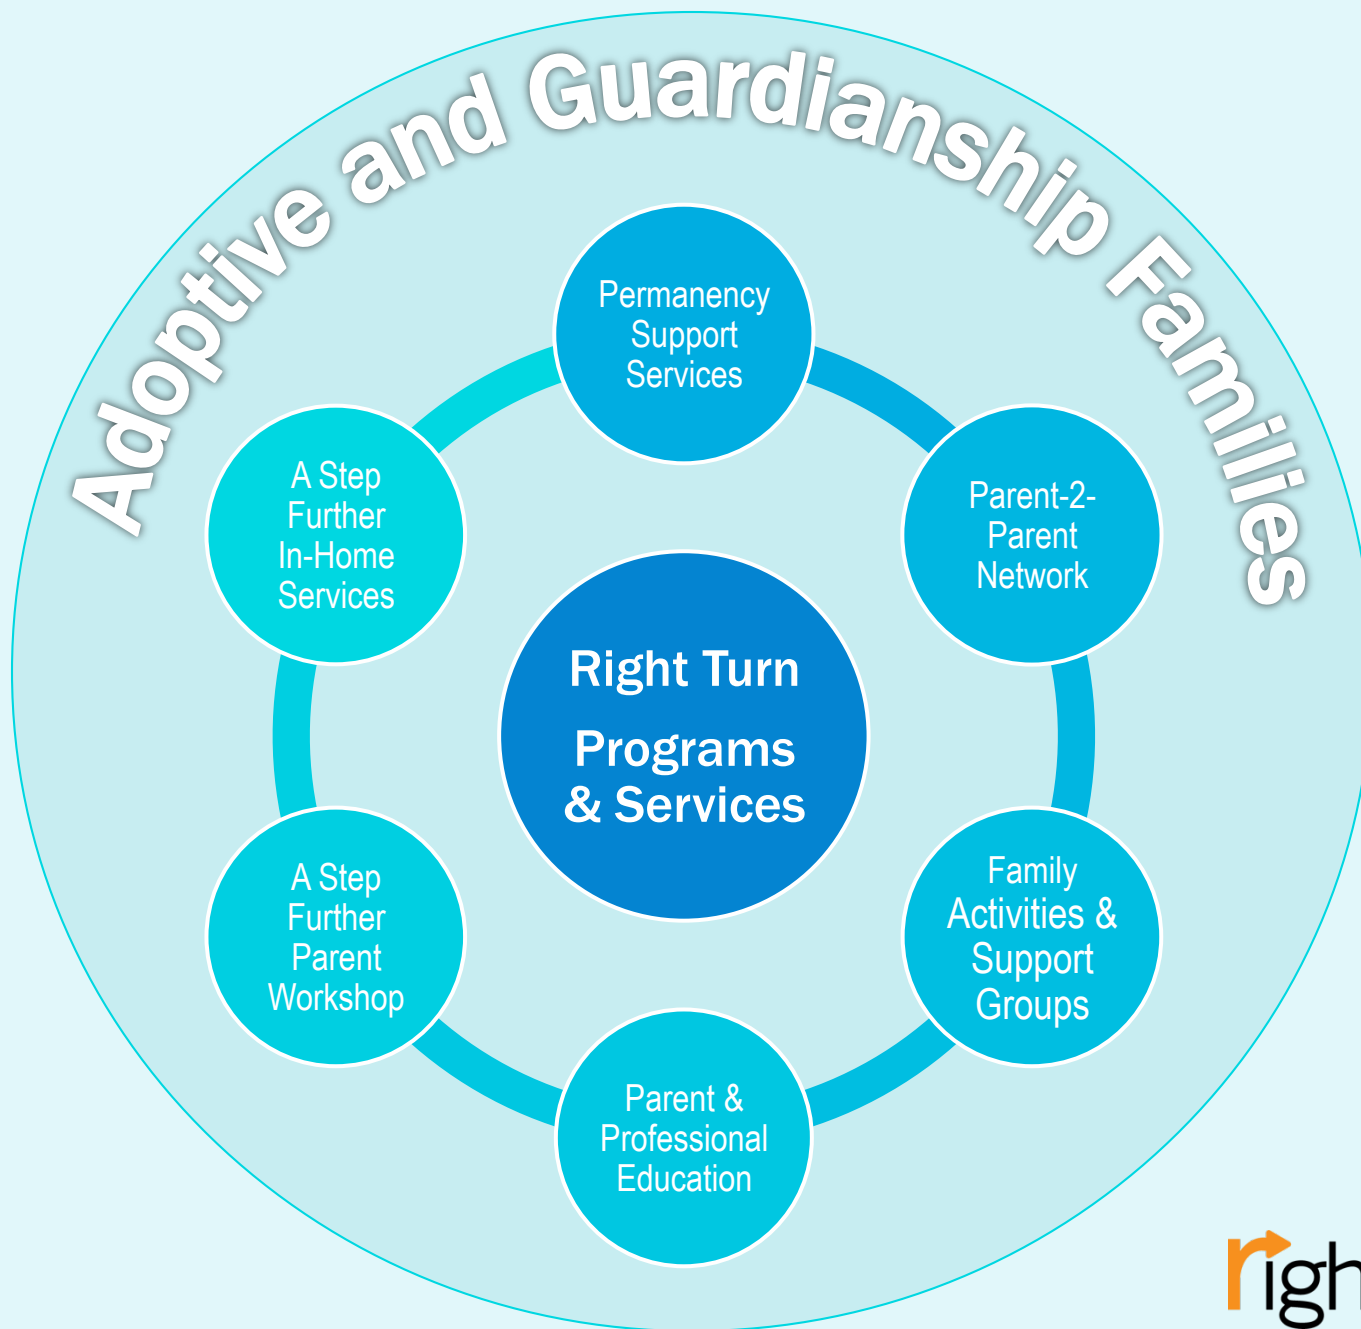 Adoptive and Guardianship Families
Permanency
Support
Services
Parent-2-
Parent
Network
Family
Activities &
Support
Groups
Parent &
Professional
Education
A Step
Further
Parent
Workshop
A Step
Further
In-Home
Services
Right Turn
Programs
& Services
righ